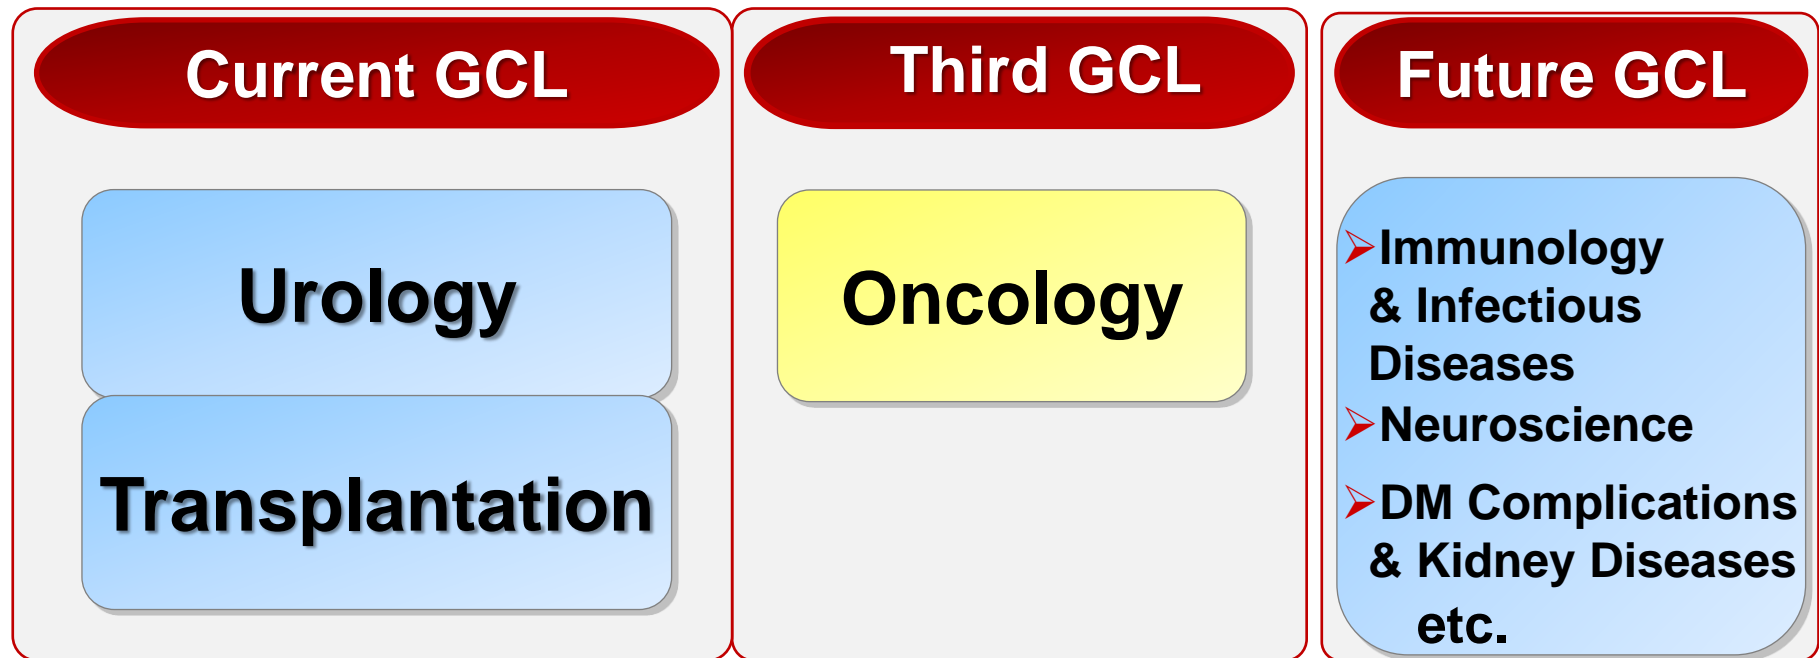 Current GCL
Urology
Transplantation
Third GCL
Oncology
Future GCL
➢Immunology
& Infectious
Diseases
➢Neuroscience
➢DM Complications
& Kidney Diseases
etc.